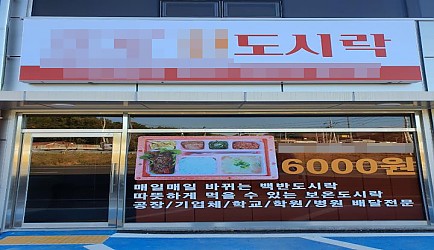 도시락
6000원
매일매일 바뀌는 백반도시락
따뜻하게 먹을 수 있는 보온도시락
공장/기업체/학교/학원/병원 배달전문